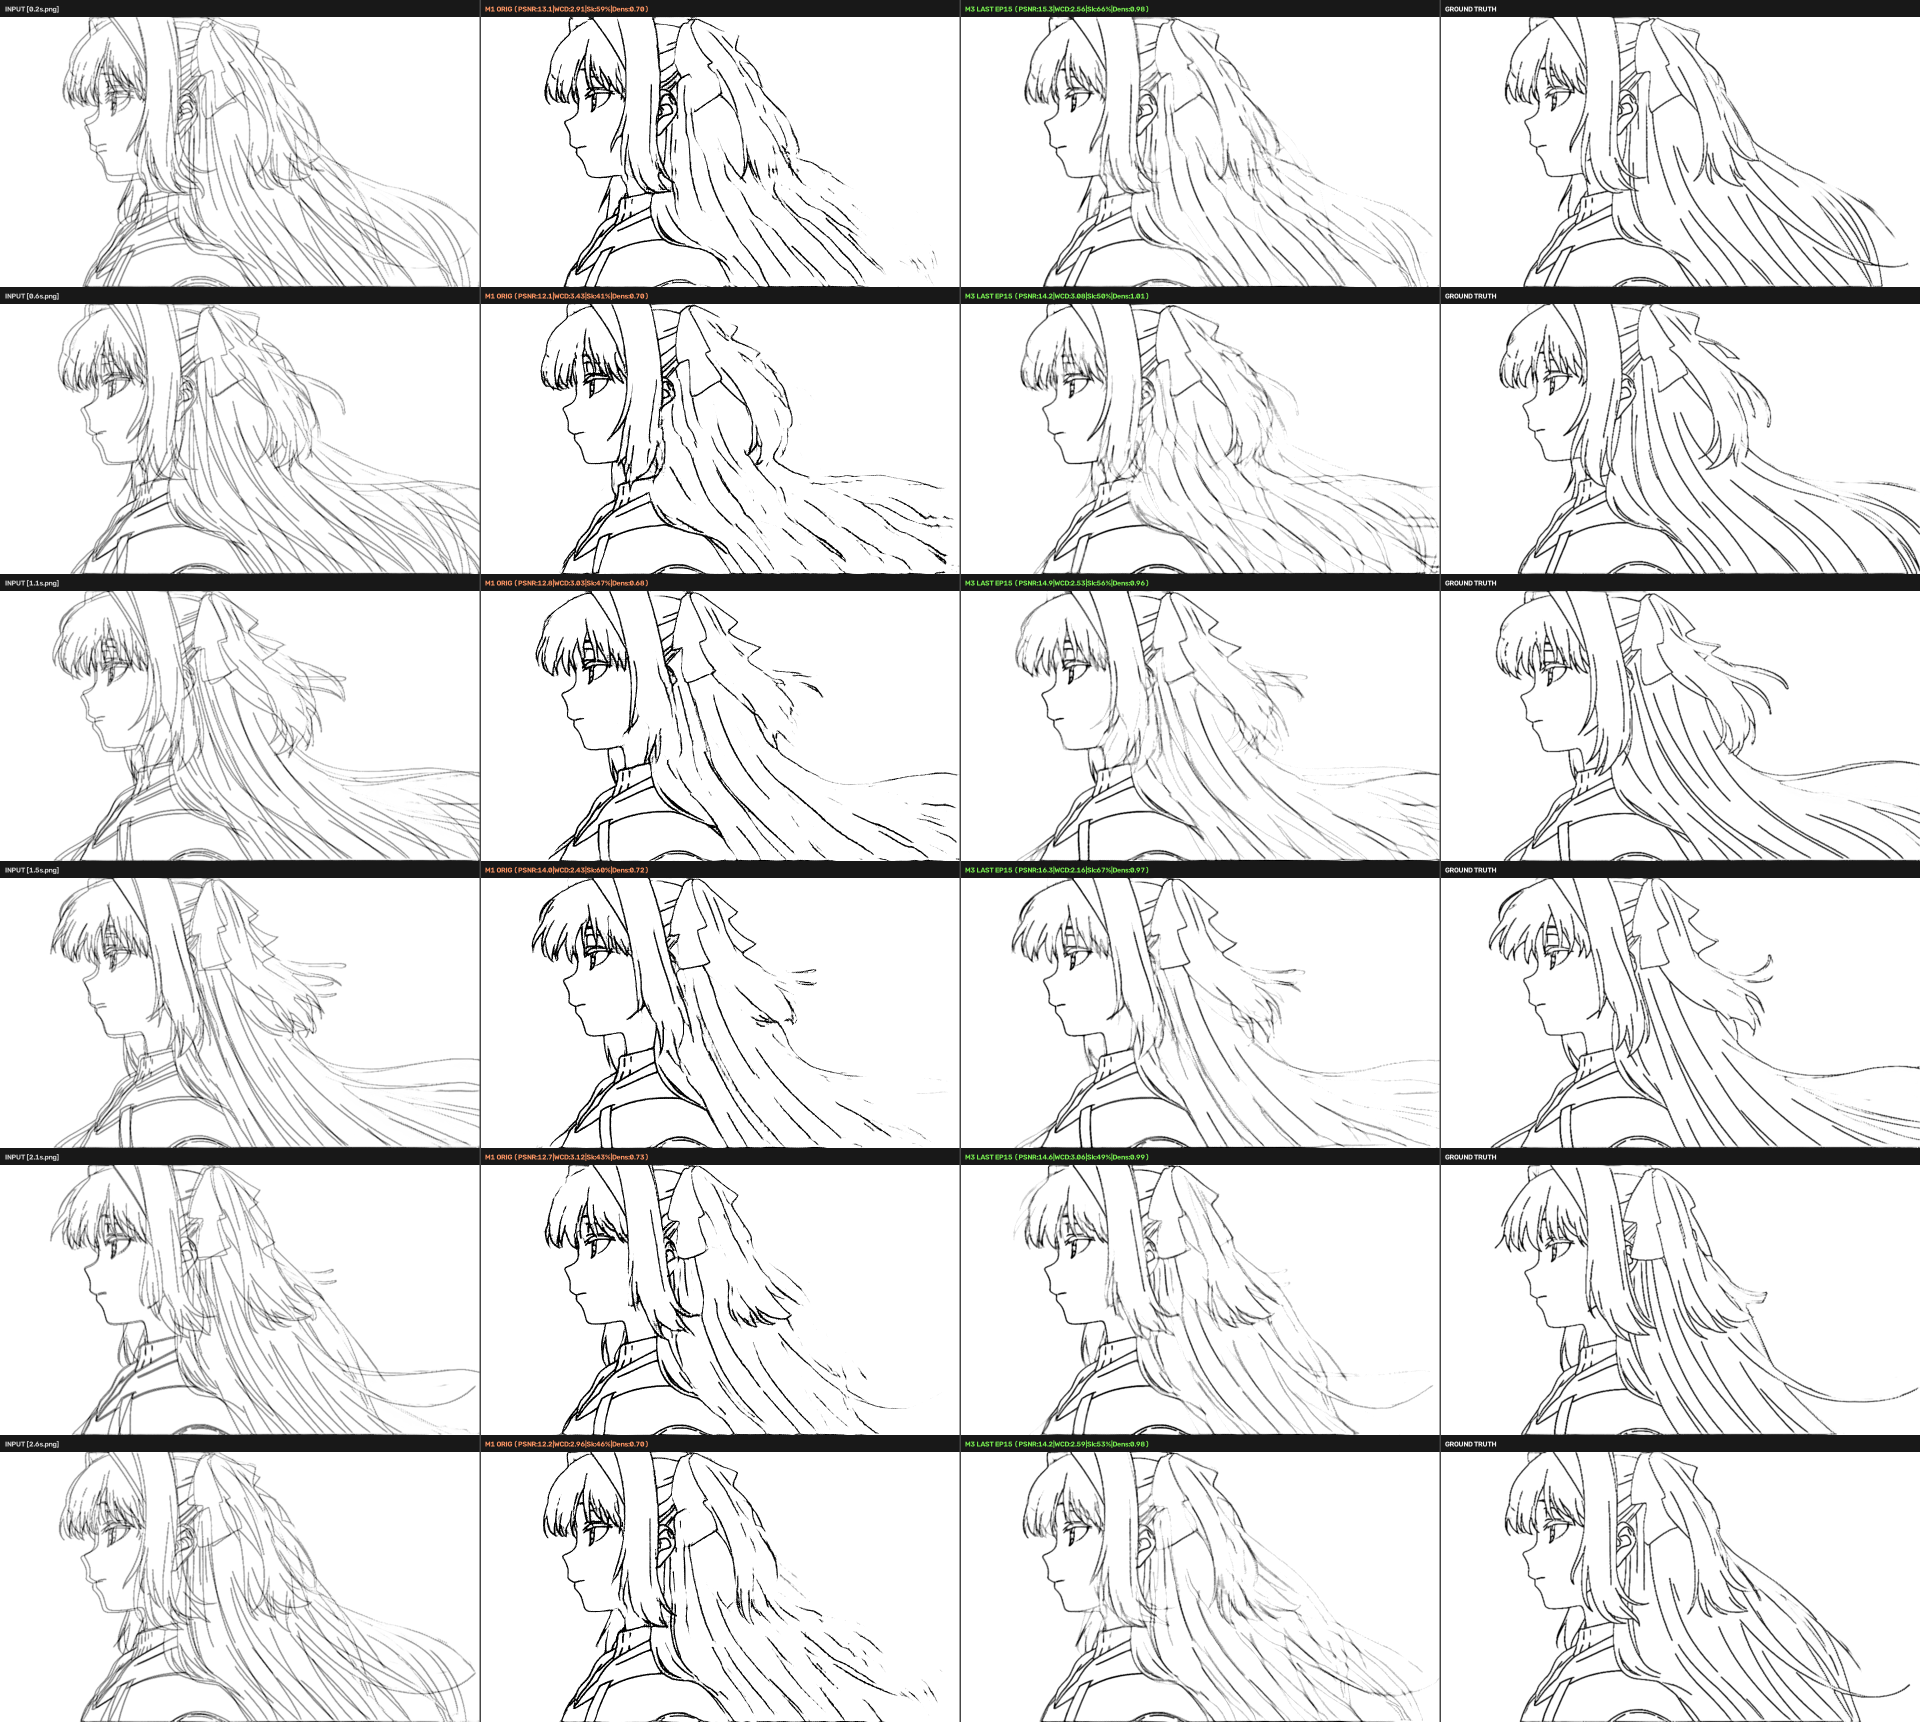 INPUT [0.2s.png]
M1 ORIG ( PSNR:13.1|WCD:2.91|Sk:59%|Dens:0.70 )
M3 LAST EP15 ( PSNR:15.3|WCD:2.56|Sk:66%|Dens:0.98 )
GROUND TRUTH
INPUT [0.6s.png]
M1 ORIG ( PSNR:12.1|WCD:3.43|Sk:41%|Dens:0.70 )
M3 LAST EP15 ( PSNR:14.2|WCD:3.08|Sk:50%|Dens:1.01 )
GROUND TRUTH
INPUT [1.1s.png]
M1 ORIG ( PSNR:12.8|WCD:3.03|Sk:47%|Dens:0.68 )
M3 LAST EP15 ( PSNR:14.9|WCD:2.53|Sk:56%|Dens:0.96 )
GROUND TRUTH
INPUT [1.5s.png]
M1 ORIG ( PSNR:14.0|WCD:2.43|Sk:60%|Dens:0.72 )
M3 LAST EP15 ( PSNR:16.3|WCD:2.16|Sk:67%|Dens:0.97 )
GROUND TRUTH
INPUT [2.1s.png]
M1 ORIG ( PSNR:12.7|WCD:3.12|Sk:43%|Dens:0.73 )
M3 LAST EP15 ( PSNR:14.6|WCD:3.06|Sk:49%|Dens:0.99 )
GROUND TRUTH
INPUT [2.6s.png]
M1 ORIG ( PSNR:12.2|WCD:2.96|Sk:46%|Dens:0.70 )
M3 LAST EP15 ( PSNR:14.2|WCD:2.59|Sk:53%|Dens:0.98 )
GROUND TRUTH